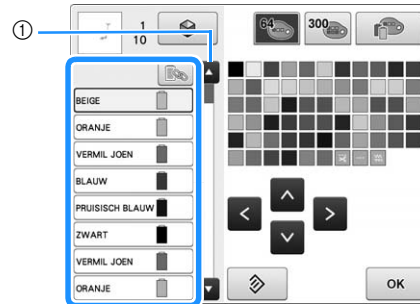 ①
1
10
64
300
BEIGE
ORANJE
VERMIL JOEN
BLAUW
PRUISISCH BLAUW
ZWART
VERMIL JOEN
ORANJE
OK